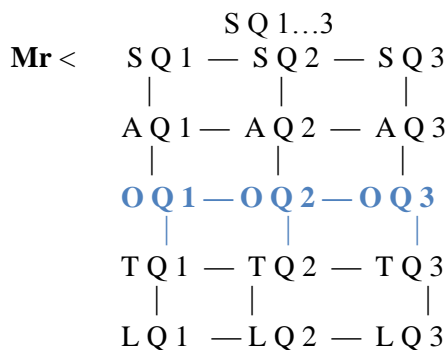 S Q 1…3
Mr < S Q 1 — S Q 2 — S Q 3
| | |
A Q 1 — A Q 2 — A Q 3
| | |
O Q 1 — O Q 2 — O Q 3
| | |
T Q 1 — T Q 2 — T Q 3
| | |
L Q 1 — L Q 2 — L Q 3